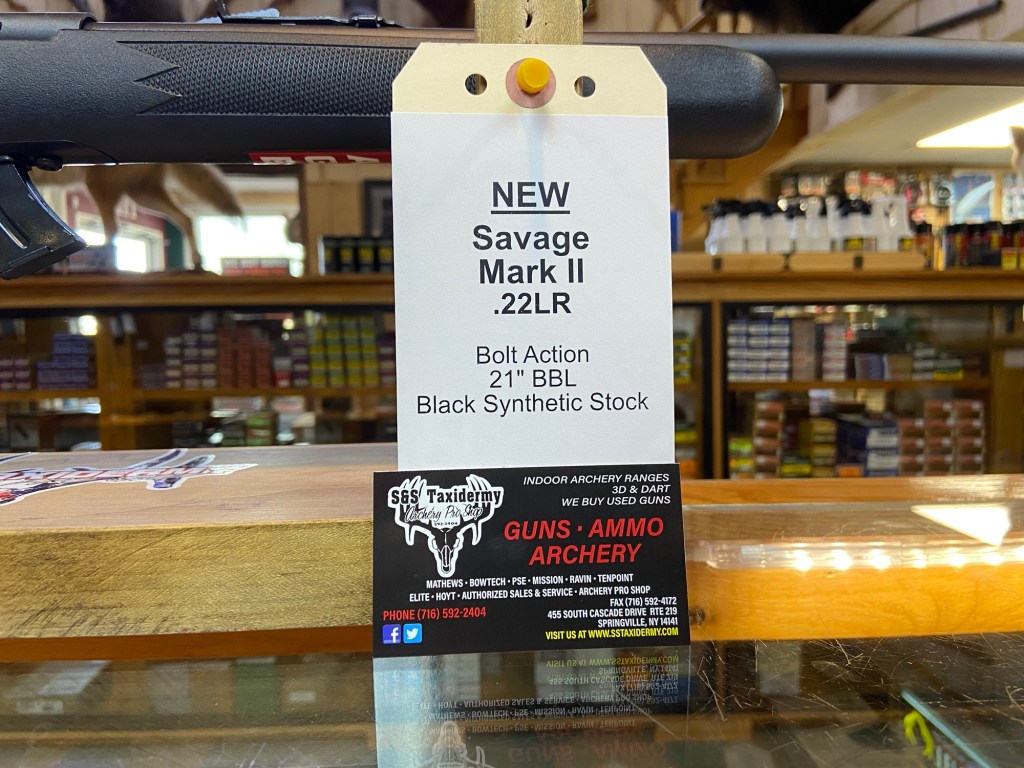 NEW
Savage
Mark II
.22LR
Bolt Action
21" BBL
Black Synthetic Stock
S&S Taxidermy
Archery Pro Shop
592-2404
INDOOR ARCHERY RANGES
3D & DART
WE BUY USED GUNS
GUNS · AMMO
ARCHERY
MATHEWS • BOWTECH • PSE • MISSION • RAVIN • TENPOINT
ELITE • HOYT • AUTHORIZED SALES & SERVICE • ARCHERY PRO SHOP
PHONE (716) 592-2404
FAX (716) 592-4172
455 SOUTH CASCADE DRIVE RTE 219
SPRINGVILLE, NY 14141
VISIT US AT WWW.SSTAXIDERMY.COM